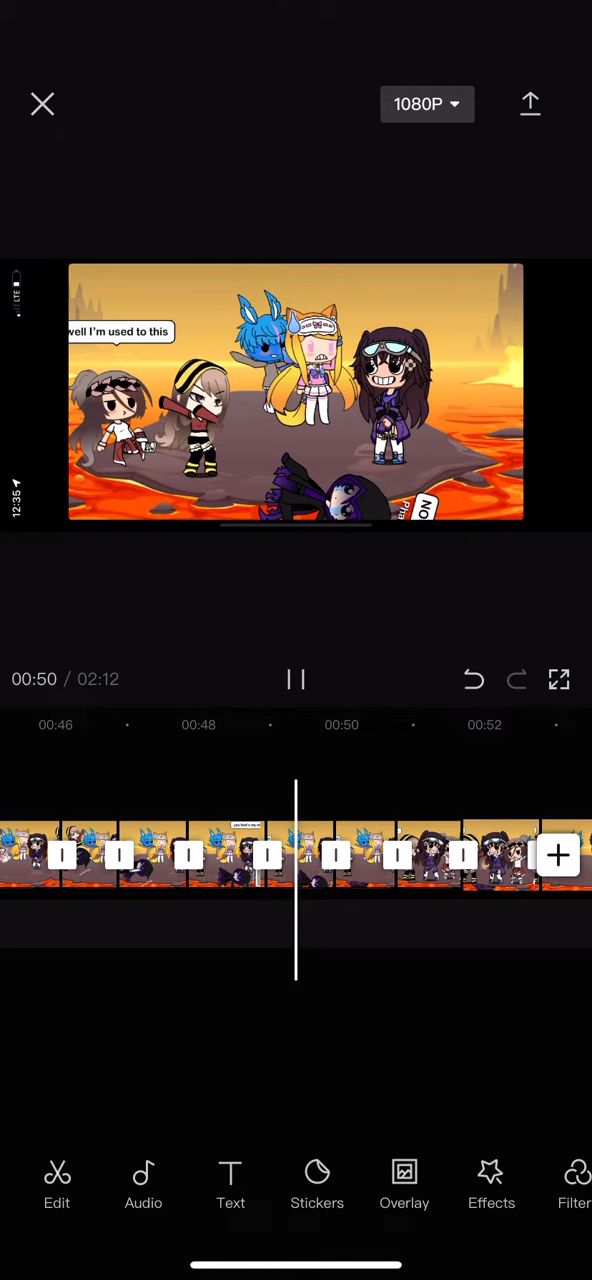 1080P
LTE
well I'm used to this
12:35
NO
Pha
00:50 / 02:12
00:46
00:48
00:50
00:52
Edit
Audio
Text
Stickers
Overlay
Effects
Filter